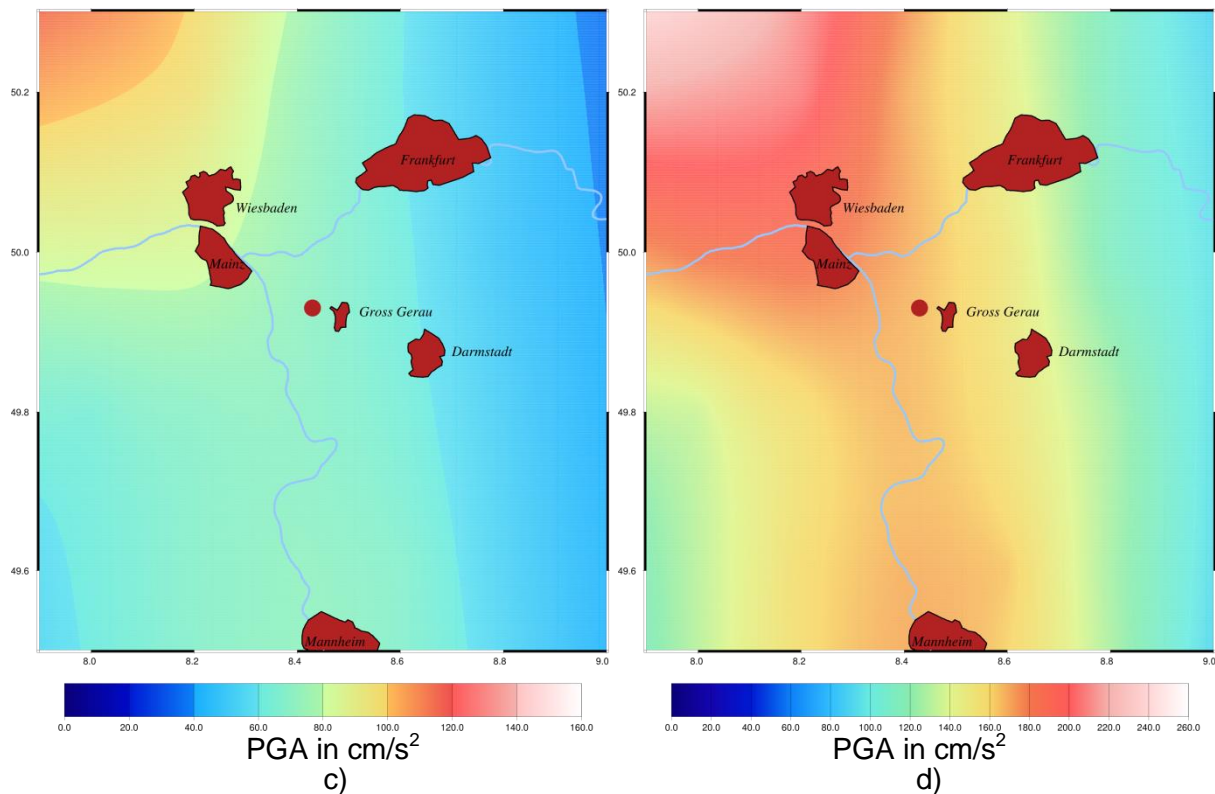 50.2
50.0
49.8
49.6
Frankfurt
Wiesbaden
Mainz
Gross Gerau
Darmstadt
Mannheim
8.0 8.2 8.4 8.6 8.8 9.0
0.0 20.0 40.0 60.0 80.0 100.0 120.0 140.0 160.0
PGA in cm/s²
c)
50.2
50.0
49.8
49.6
Frankfurt
Wiesbaden
Mainz
Gross Gerau
Darmstadt
Mannheim
8.0 8.2 8.4 8.6 8.8 9.0
0.0 20.0 40.0 60.0 80.0 100.0 120.0 140.0 160.0 180.0 200.0 220.0 240.0 260.0
PGA in cm/s²
d)